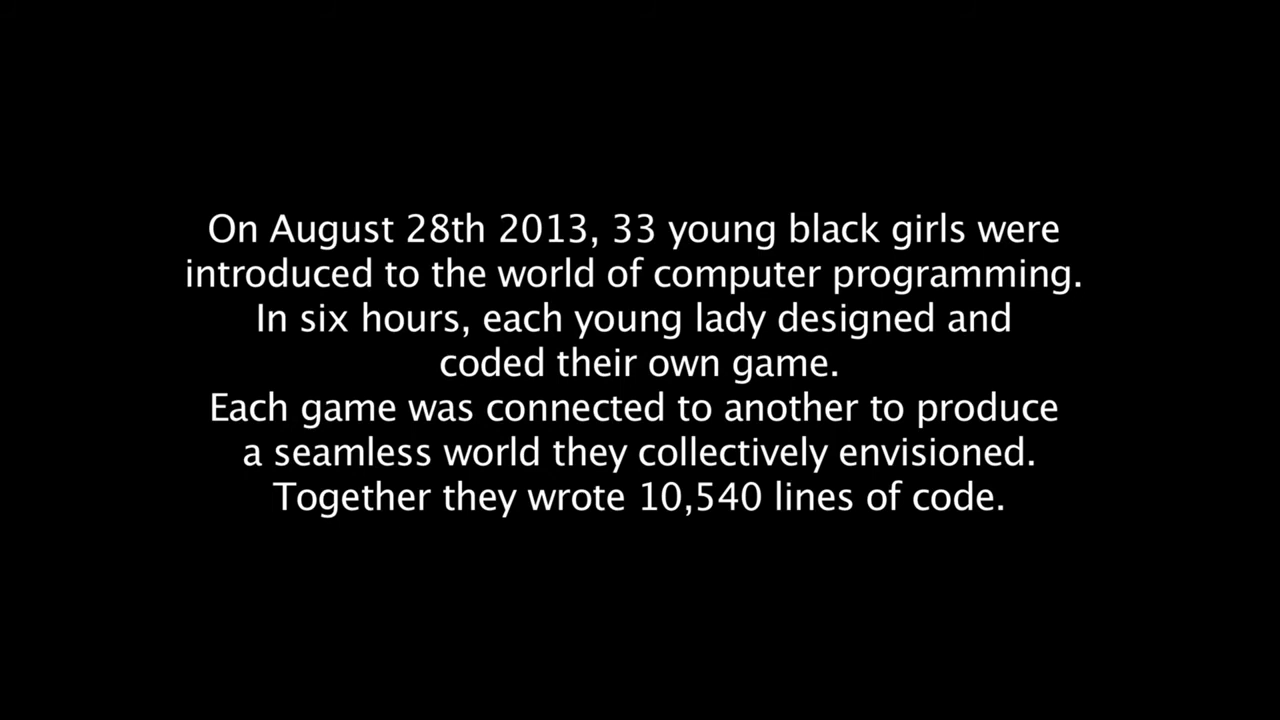 On August 28th 2013, 33 young black girls were
introduced to the world of computer programming.
In six hours, each young lady designed and
coded their own game.
Each game was connected to another to produce
a seamless world they collectively envisioned.
Together they wrote 10,540 lines of code.